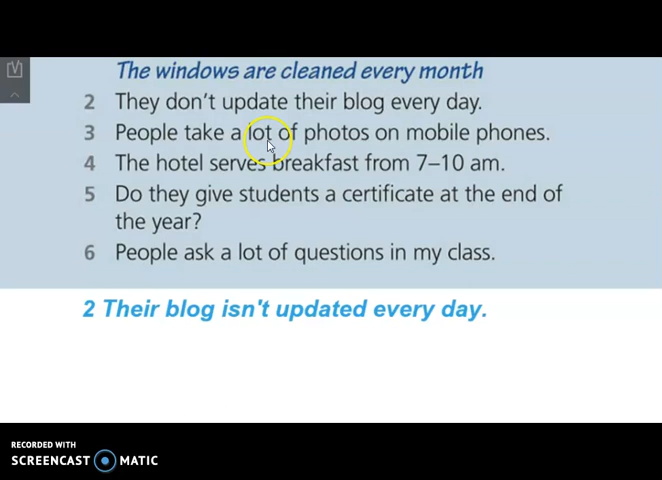 The windows are cleaned every month
2 They don't update their blog every day.
3 People take a lot of photos on mobile phones.
4 The hotel serves breakfast from 7–10 am.
5 Do they give students a certificate at the end of
the year?
6 People ask a lot of questions in my class.
2 Their blog isn't updated every day.
RECORDED WITH
SCREENCAST MATIC